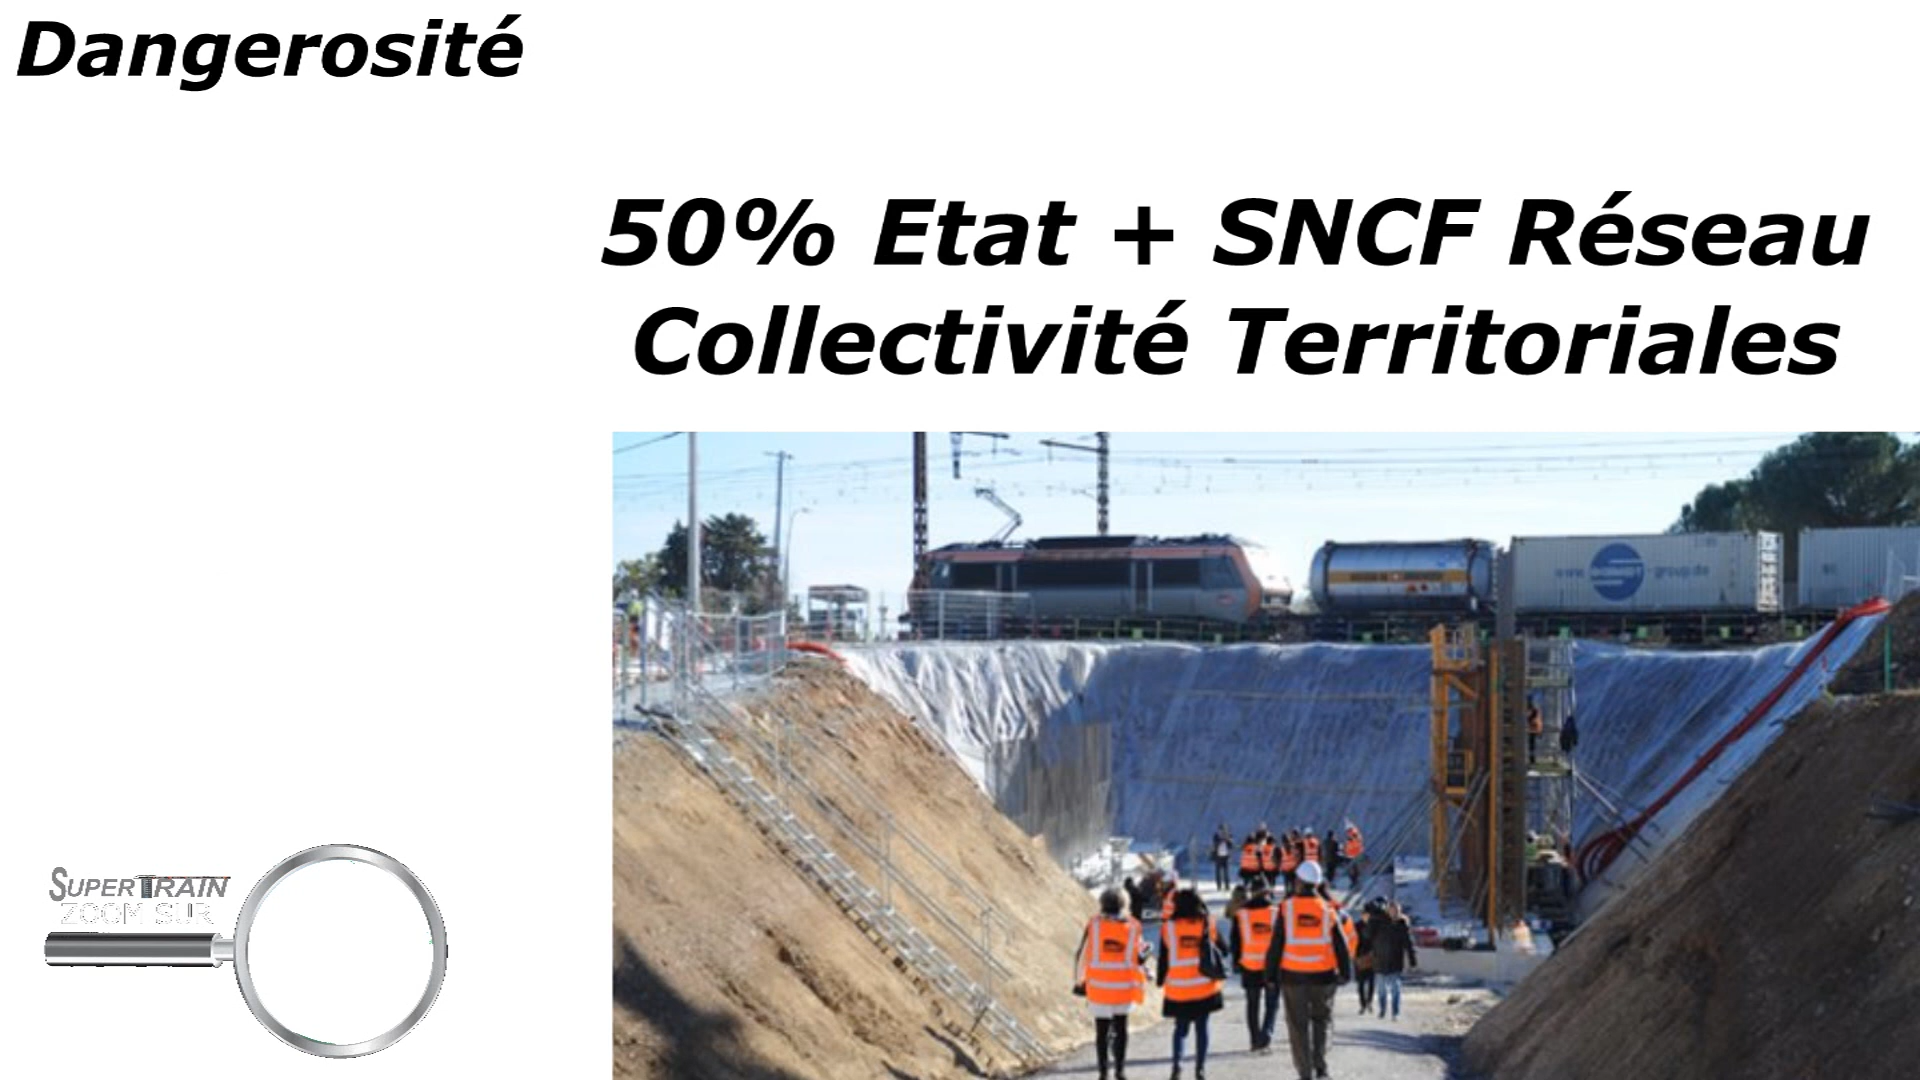 Dangerosité
50% Etat + SNCF Réseau
Collectivité Territoriales
SUPERTRAIN
ZOOM SUR